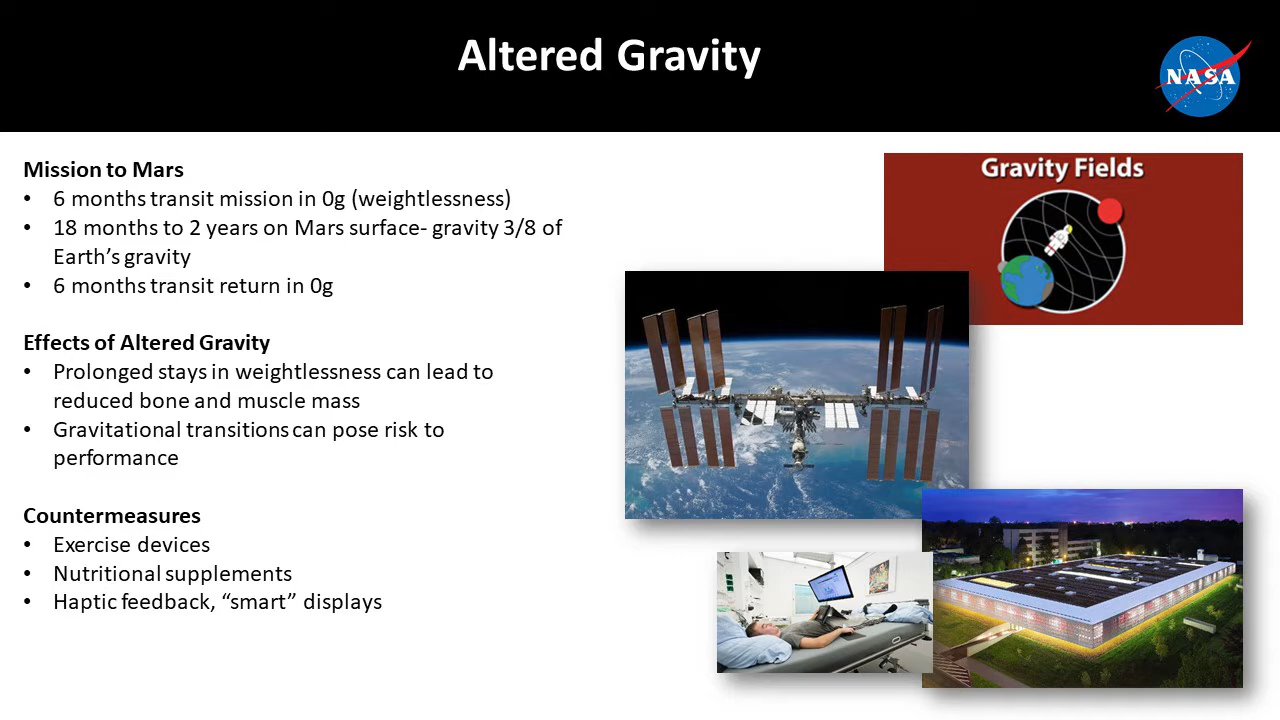 Altered Gravity
NASA
Mission to Mars
• 6 months transit mission in 0g (weightlessness)
• 18 months to 2 years on Mars surface- gravity 3/8 of
Earth’s gravity
• 6 months transit return in 0g
Effects of Altered Gravity
• Prolonged stays in weightlessness can lead to
reduced bone and muscle mass
• Gravitational transitions can pose risk to
performance
Countermeasures
• Exercise devices
• Nutritional supplements
• Haptic feedback, “smart” displays
Gravity Fields